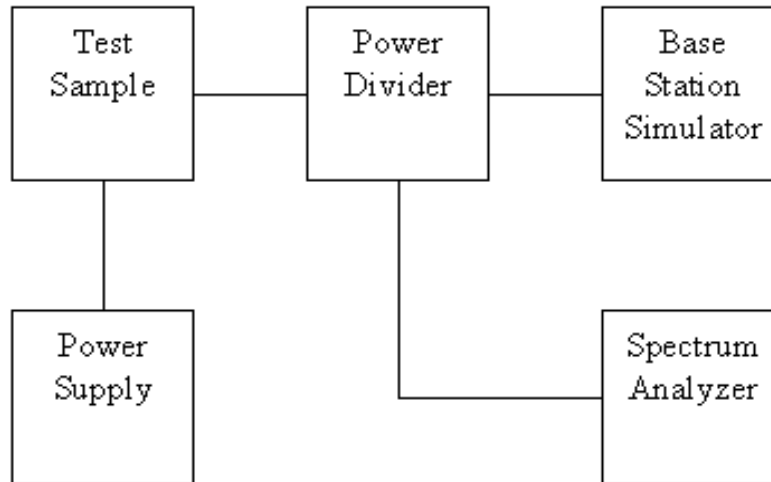 Test
Sample
Power
Divider
Base
Station
Simulator
Power
Supply
Spectrum
Analyzer